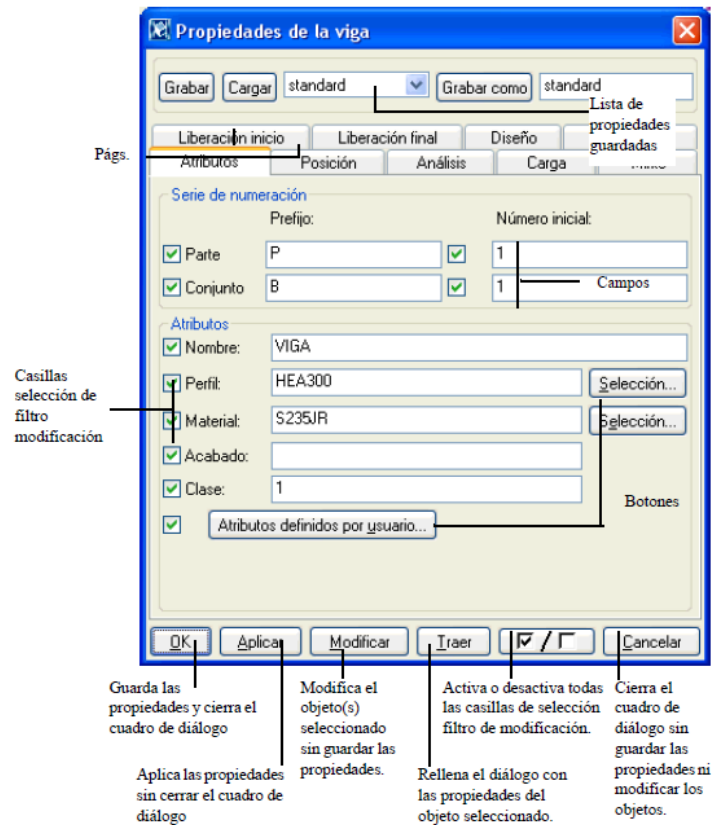 Propiedades de la viga
Grabar Cargar standard Grabar como standard
Lista de
propiedades
guardadas
Liberación inicio Liberación final Diseño
Págs.
Atributos Posición Análisis Carga
Serie de numeración
Prefijo: Número inicial:
Parte P 1
Campos
Conjunto B 1
Atributos
Nombre: VIGA
Casillas
selección de
filtro
modificación
Perfil: HEA300 Selección...
Material: S235JR Selección...
Acabado:
Clase: 1
Botones
Atributos definidos por usuario...
OK Aplicar Modificar Traer / Cancelar
Guarda las
propiedades y cierra el
cuadro de diálogo
Modifica el
objeto(s)
seleccionado
sin guardar las
propiedades.
Activa o desactiva todas
las casillas de selección
filtro de modificación.
Cierra el
cuadro de
diálogo sin
guardar las
propiedades ni
modificar los
objetos.
Aplica las propiedades
sin cerrar el cuadro de
diálogo
Rellena el diálogo con
las propiedades del
objeto seleccionado.